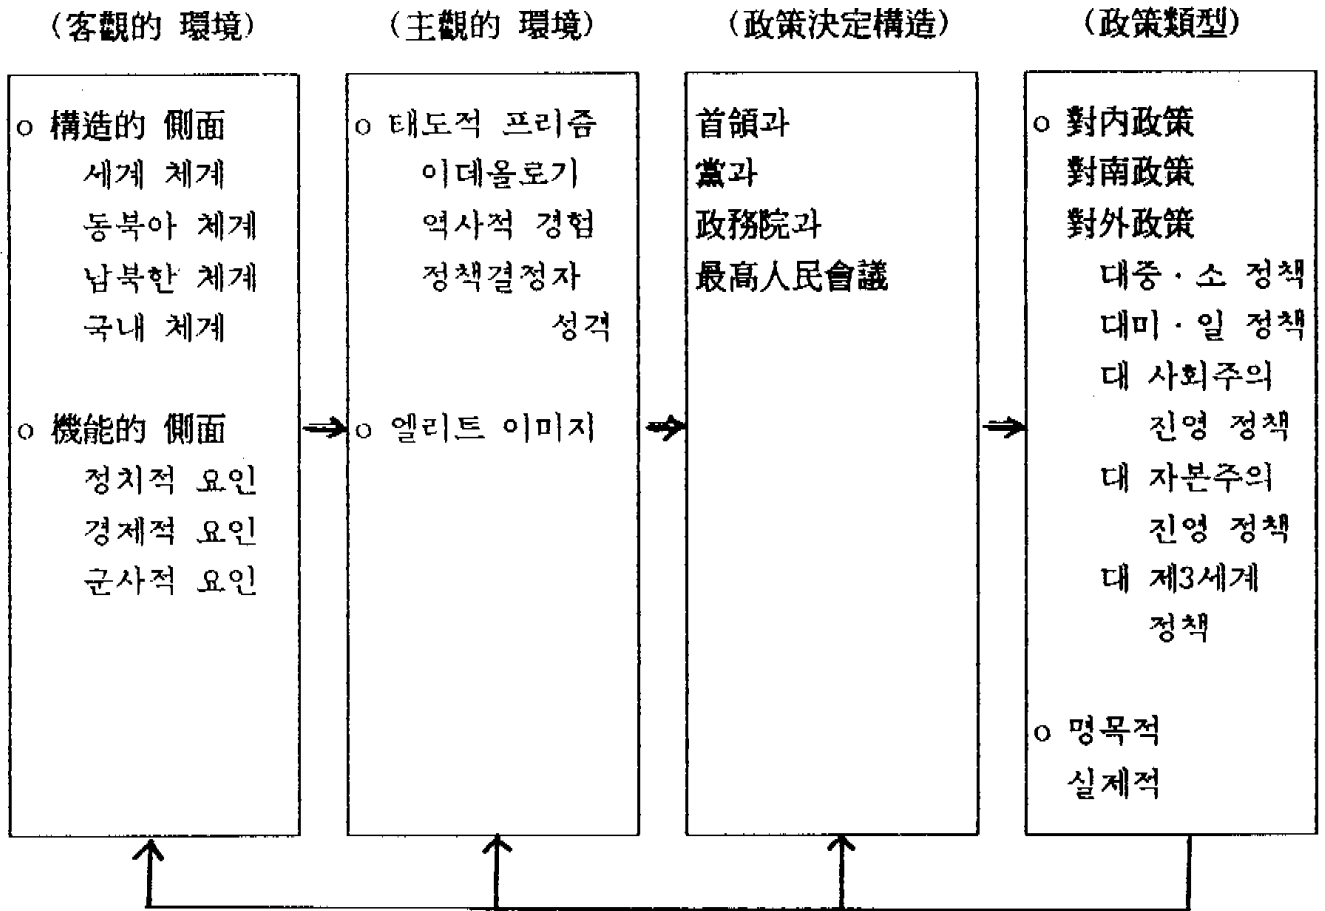 (客觀的 環境)
o 構造的 側面
세계 체계
동북아 체계
남북한 체계
국내 체계
o 機能的 側面
정치적 요인
경제적 요인
군사적 요인
(主觀的 環境)
o 태도적 프리즘
이데올로기
역사적 경험
정책결정자
성격
o 엘리트 이미지
(政策決定構造)
首領과
黨과
政務院과
最高人民會議
(政策類型)
o 對內政策
對南政策
對外政策
대중·소 정책
대미·일 정책
대 사회주의
진영 정책
대 자본주의
진영 정책
대 제3세계
정책
o 명목적
실제적